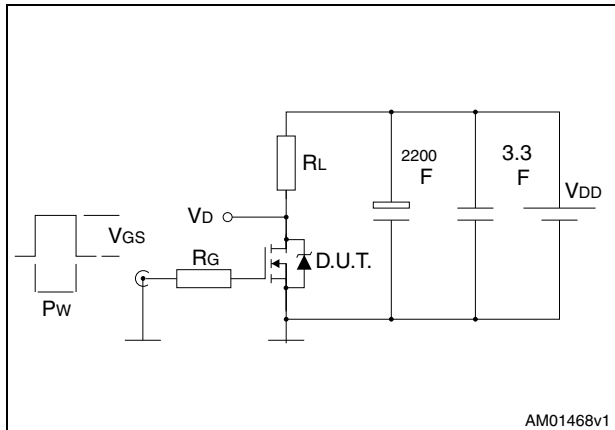 2200
F
3.3
F
RL
VDD
VD
VGS
RG
D.U.T.
PW
AM01468v1